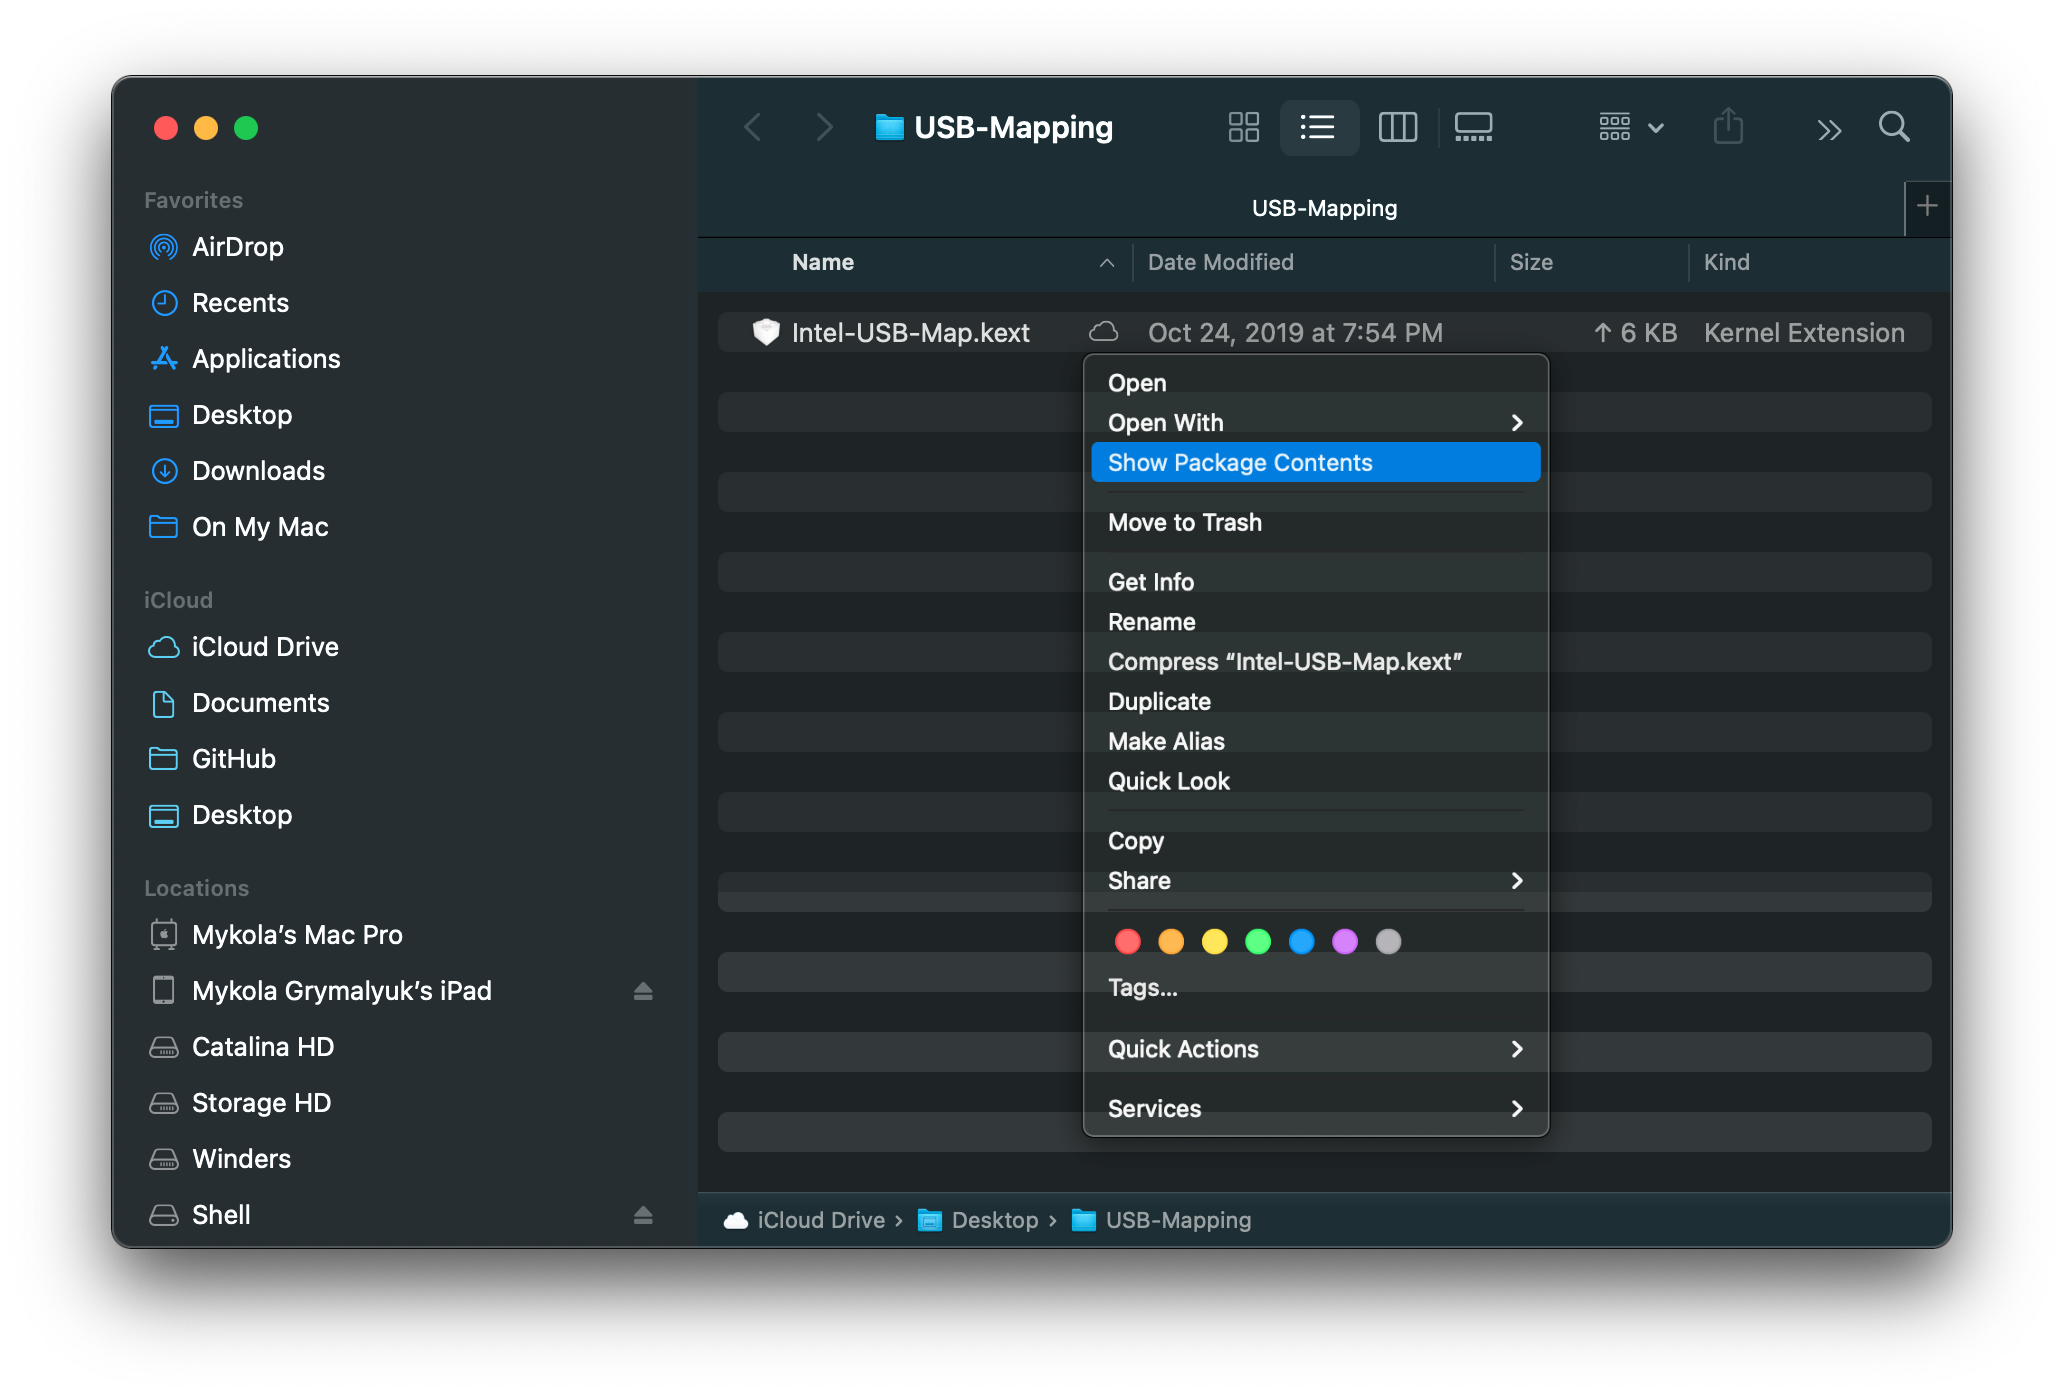 Favorites
AirDrop
Recents
Applications
Desktop
Downloads
On My Mac
iCloud
iCloud Drive
Documents
GitHub
Desktop
Locations
Mykola’s Mac Pro
Mykola Grymalyuk’s iPad
Catalina HD
Storage HD
Winders
Shell
USB-Mapping
USB-Mapping
Name Date Modified Size Kind
Intel-USB-Map.kext Oct 24, 2019 at 7:54 PM ↑ 6 KB Kernel Extension
Open
Open With
Show Package Contents
Move to Trash
Get Info
Rename
Compress “Intel-USB-Map.kext”
Duplicate
Make Alias
Quick Look
Copy
Share
Tags...
Quick Actions
Services
iCloud Drive › Desktop › USB-Mapping